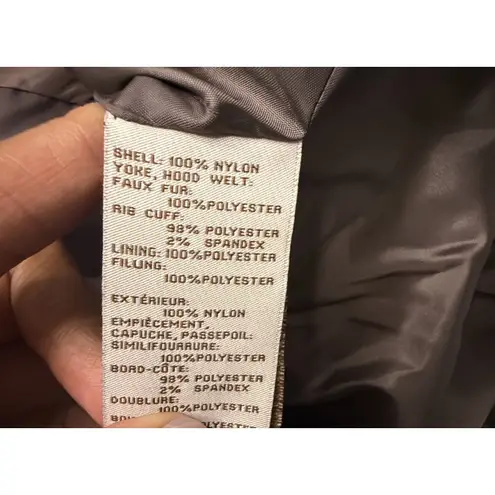 SHELL: 100% NYLON
YOKE, HOOD WELT:
FAUX FUR:
100%POLYESTER
RIB CUFF:
98% POLYESTER
2% SPANDEX
LINING: 100%POLYESTER
FILLING:
100%POLYESTER
EXTÉRIEUR:
100% NYLON
EMPIÈCEMENT,
CAPUCHE, PASSEPOIL:
SIMILIFOURRURE:
100%POLYESTER
BORD-CÔTE:
98% POLYESTER
2% SPANDEX
DOUBLURE:
100%POLYESTER